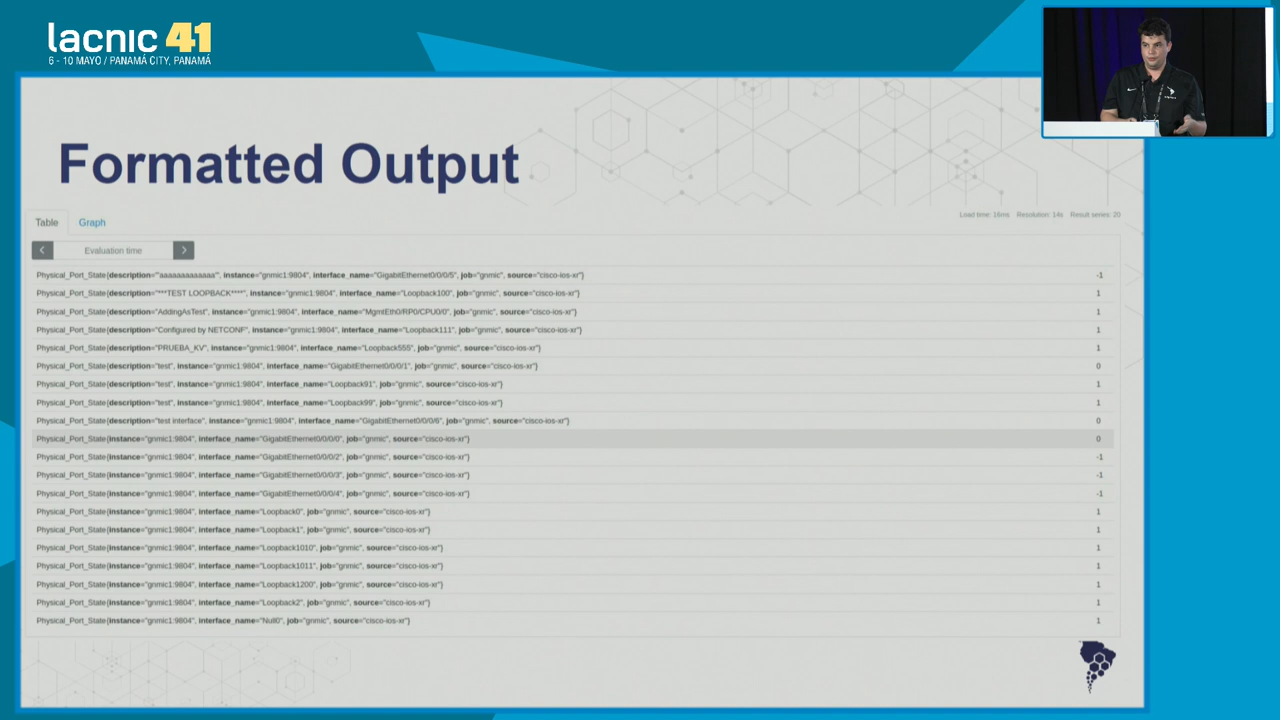 lacnic 41
6 - 10 MAYO / PANAMÁ CITY, PANAMÁ
Formatted Output
Table Graph
Load time: 16ms Resolution: 14s Result series: 20
< Evaluation time >
Physical_Port_State{description="'aaaaaaaaaaaaa'", instance="gnmic1:9804", interface_name="GigabitEthernet0/0/0/5", job="gnmic", source="cisco-ios-xr"} -1
Physical_Port_State{description="***TEST LOOPBACK****", instance="gnmic1:9804", interface_name="Loopback100", job="gnmic", source="cisco-ios-xr"} 1
Physical_Port_State{description="AddingAsTest", instance="gnmic1:9804", interface_name="MgmtEth0/RP0/CPU0/0", job="gnmic", source="cisco-ios-xr"} 1
Physical_Port_State{description="Configured by NETCONF", instance="gnmic1:9804", interface_name="Loopback111", job="gnmic", source="cisco-ios-xr"} 1
Physical_Port_State{description="PRUEBA_KV", instance="gnmic1:9804", interface_name="Loopback555", job="gnmic", source="cisco-ios-xr"} 1
Physical_Port_State{description="test", instance="gnmic1:9804", interface_name="GigabitEthernet0/0/0/1", job="gnmic", source="cisco-ios-xr"} 0
Physical_Port_State{description="test", instance="gnmic1:9804", interface_name="Loopback91", job="gnmic", source="cisco-ios-xr"} 1
Physical_Port_State{description="test", instance="gnmic1:9804", interface_name="Loopback99", job="gnmic", source="cisco-ios-xr"} 1
Physical_Port_State{description="test interface", instance="gnmic1:9804", interface_name="GigabitEthernet0/0/0/6", job="gnmic", source="cisco-ios-xr"} 0
Physical_Port_State{instance="gnmic1:9804", interface_name="GigabitEthernet0/0/0/0", job="gnmic", source="cisco-ios-xr"} 0
Physical_Port_State{instance="gnmic1:9804", interface_name="GigabitEthernet0/0/0/2", job="gnmic", source="cisco-ios-xr"} -1
Physical_Port_State{instance="gnmic1:9804", interface_name="GigabitEthernet0/0/0/3", job="gnmic", source="cisco-ios-xr"} -1
Physical_Port_State{instance="gnmic1:9804", interface_name="GigabitEthernet0/0/0/4", job="gnmic", source="cisco-ios-xr"} -1
Physical_Port_State{instance="gnmic1:9804", interface_name="Loopback0", job="gnmic", source="cisco-ios-xr"} 1
Physical_Port_State{instance="gnmic1:9804", interface_name="Loopback1", job="gnmic", source="cisco-ios-xr"} 1
Physical_Port_State{instance="gnmic1:9804", interface_name="Loopback1010", job="gnmic", source="cisco-ios-xr"} 1
Physical_Port_State{instance="gnmic1:9804", interface_name="Loopback1011", job="gnmic", source="cisco-ios-xr"} 1
Physical_Port_State{instance="gnmic1:9804", interface_name="Loopback1200", job="gnmic", source="cisco-ios-xr"} 1
Physical_Port_State{instance="gnmic1:9804", interface_name="Loopback2", job="gnmic", source="cisco-ios-xr"} 1
Physical_Port_State{instance="gnmic1:9804", interface_name="Null0", job="gnmic", source="cisco-ios-xr"} 1